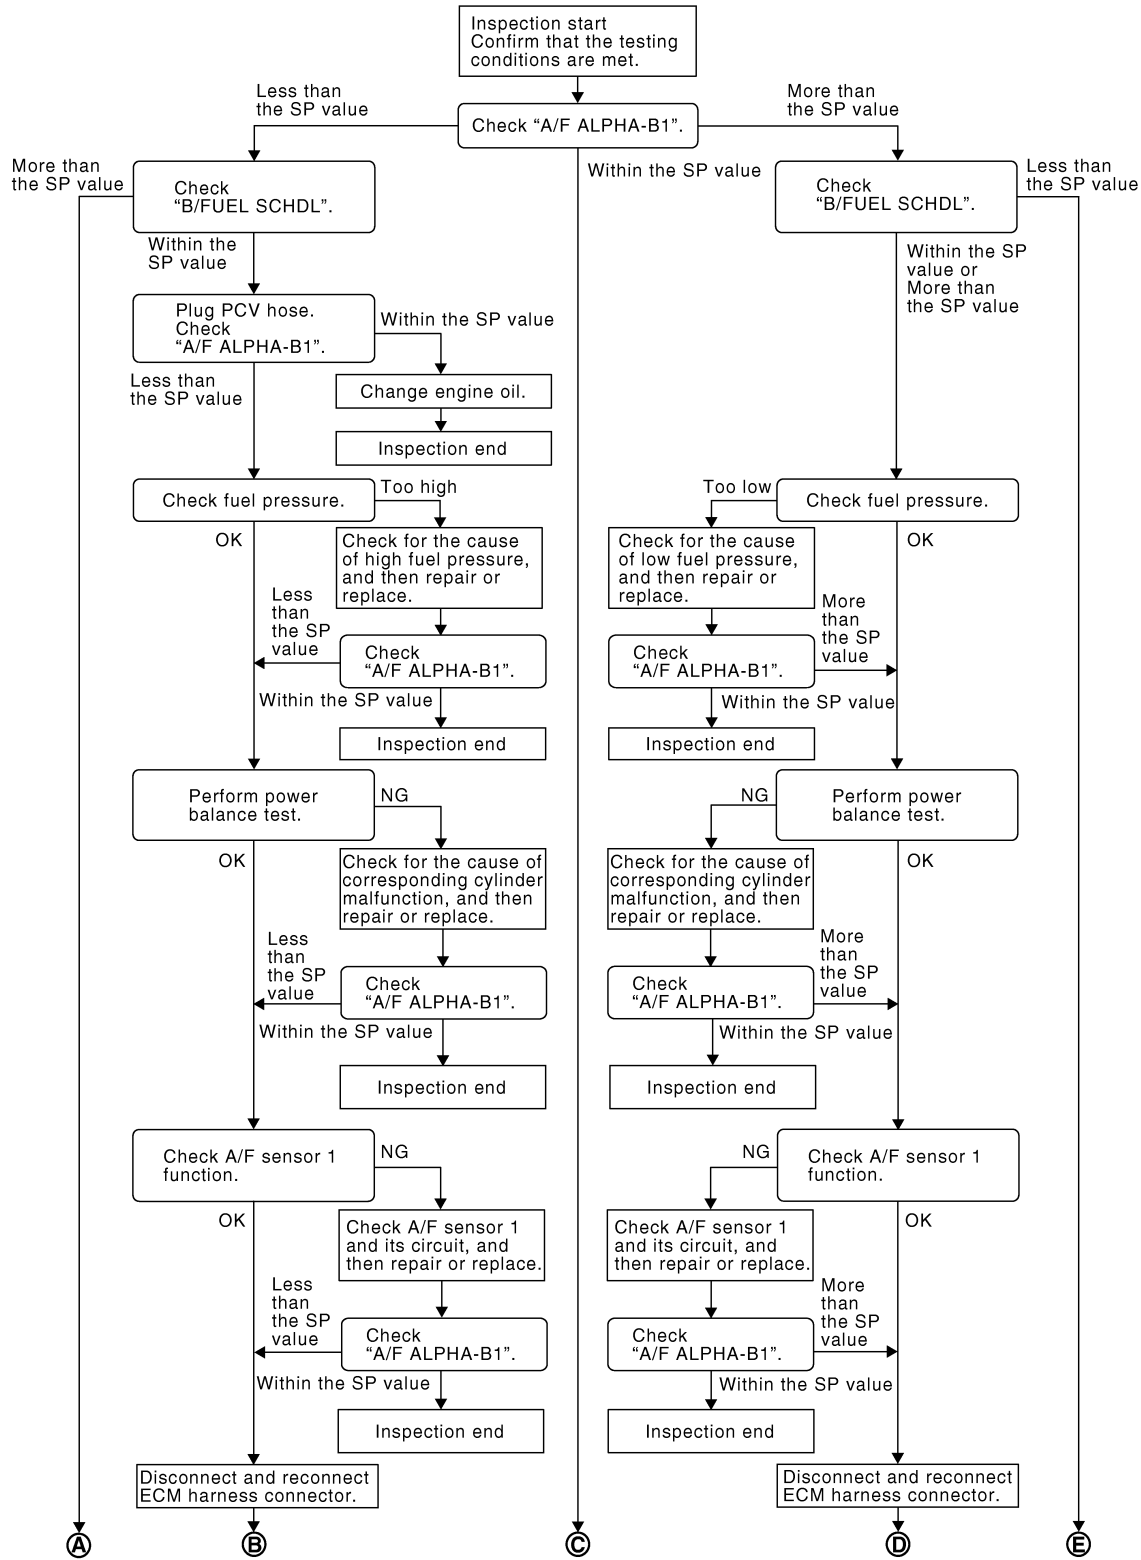 Inspection start
Confirm that the testing
conditions are met.
Less than
the SP value
More than
the SP value
Check “A/F ALPHA-B1”.
More than
the SP value
Within the SP value
Less than
the SP value
Check
“B/FUEL SCHDL”.
Check
“B/FUEL SCHDL”.
Within the
SP value
Within the SP
value or
More than
the SP value
Plug PCV hose.
Check
“A/F ALPHA-B1”.
Within the SP value
Less than
the SP value
Change engine oil.
Inspection end
Check fuel pressure.
Too high
Too low
Check fuel pressure.
OK
OK
Check for the cause
of high fuel pressure,
and then repair or
replace.
Check for the cause
of low fuel pressure,
and then repair or
replace.
Less
than
the SP
value
More
than
the SP
value
Check
“A/F ALPHA-B1”.
Check
“A/F ALPHA-B1”.
Within the SP value
Within the SP value
Inspection end
Inspection end
Perform power
balance test.
NG
NG
Perform power
balance test.
OK
OK
Check for the cause of
corresponding cylinder
malfunction, and then
repair or replace.
Check for the cause of
corresponding cylinder
malfunction, and then
repair or replace.
Less
than
the SP
value
More
than
the SP
value
Check
“A/F ALPHA-B1”.
Check
“A/F ALPHA-B1”.
Within the SP value
Within the SP value
Inspection end
Inspection end
Check A/F sensor 1
function.
NG
NG
Check A/F sensor 1
function.
OK
OK
Check A/F sensor 1
and its circuit, and
then repair or replace.
Check A/F sensor 1
and its circuit, and
then repair or replace.
Less
than
the SP
value
More
than
the SP
value
Check
“A/F ALPHA-B1”.
Check
“A/F ALPHA-B1”.
Within the SP value
Within the SP value
Inspection end
Inspection end
Disconnect and reconnect
ECM harness connector.
Disconnect and reconnect
ECM harness connector.
A
B
C
D
E